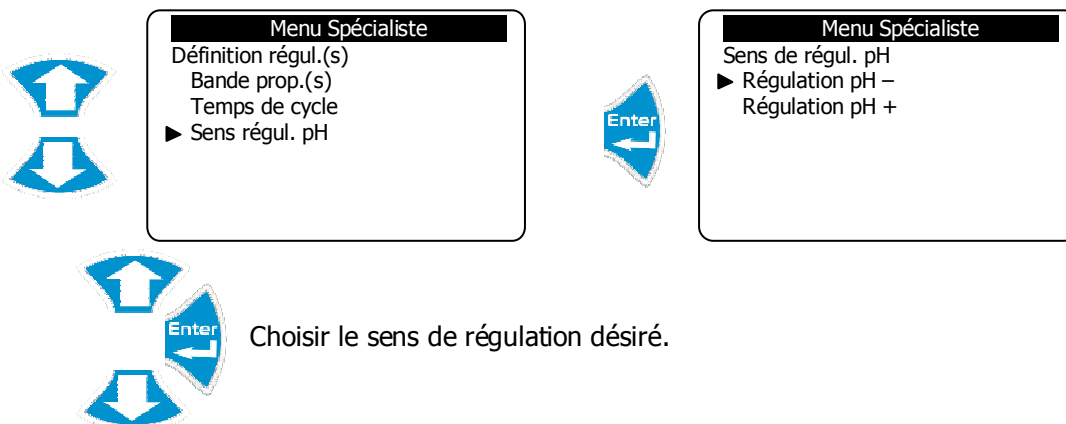 Menu Spécialiste
Définition régul.(s)
Bande prop.(s)
Temps de cycle
▶ Sens régul. pH
Enter
Menu Spécialiste
Sens de régul. pH
▶ Régulation pH –
Régulation pH +
Enter
Choisir le sens de régulation désiré.